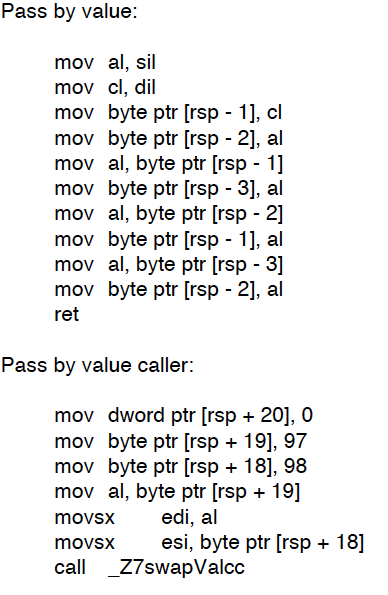 Pass by value:
mov al, sil
mov cl, dil
mov byte ptr [rsp - 1], cl
mov byte ptr [rsp - 2], al
mov al, byte ptr [rsp - 1]
mov byte ptr [rsp - 3], al
mov al, byte ptr [rsp - 2]
mov byte ptr [rsp - 1], al
mov al, byte ptr [rsp - 3]
mov byte ptr [rsp - 2], al
ret
Pass by value caller:
mov dword ptr [rsp + 20], 0
mov byte ptr [rsp + 19], 97
mov byte ptr [rsp + 18], 98
mov al, byte ptr [rsp + 19]
movsx edi, al
movsx esi, byte ptr [rsp + 18]
call _Z7swapValcc